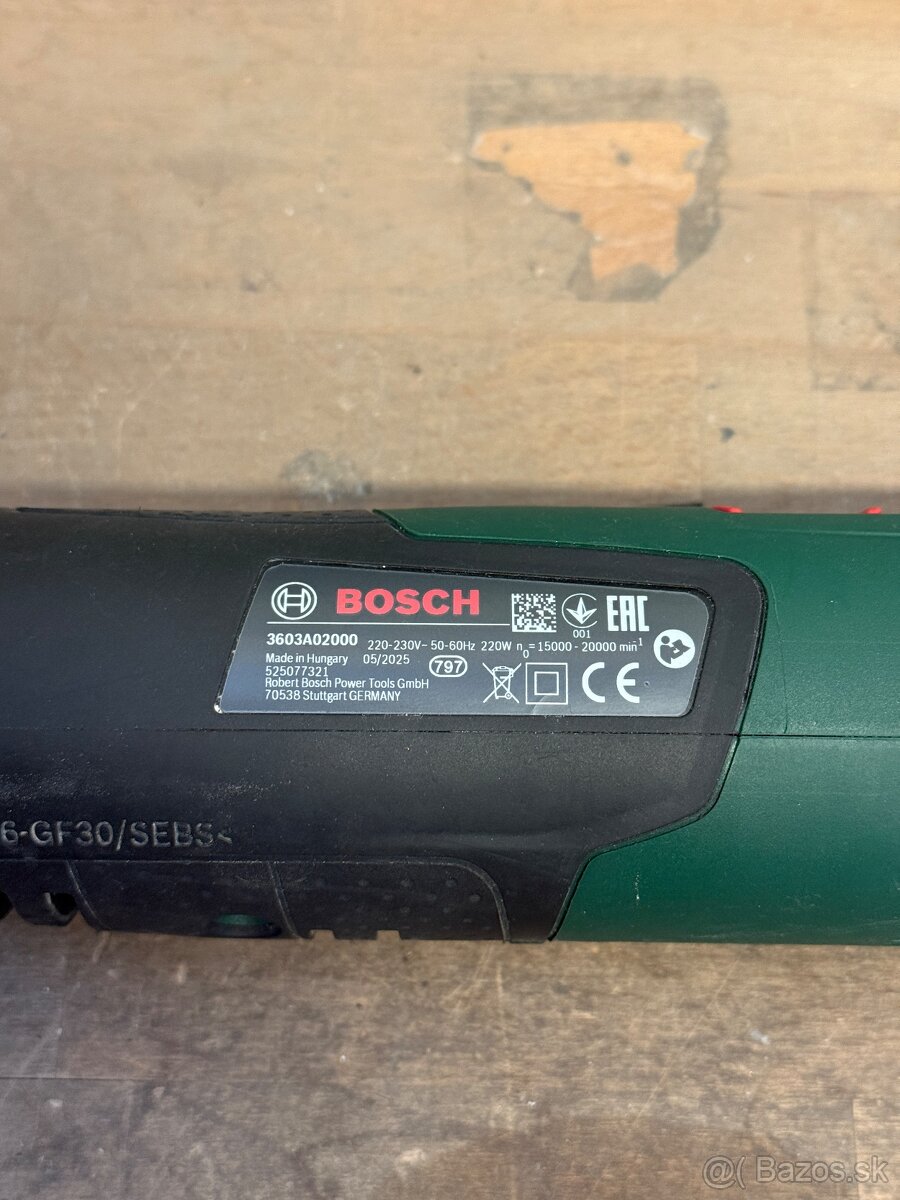 BOSCH
EAC
001
3603A02000 220-230V~ 50-60Hz 220W n0=15000 - 20000 min-1
Made in Hungary 05/2025
797
525077321
Robert Bosch Power Tools GmbH
70538 Stuttgart GERMANY
CE
6-GF30/SEBS<
@( Bazos.sk